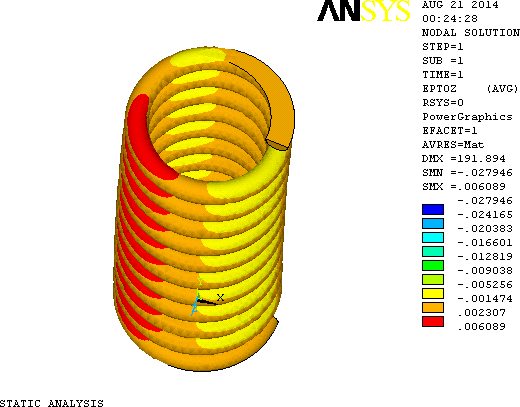 ANSYS
AUG 21 2014
00:24:28
NODAL SOLUTION
STEP=1
SUB =1
TIME=1
EPTOZ (AVG)
RSYS=0
PowerGraphics
EFACET=1
AVRES=Mat
DMX =191.894
SMN =-.027946
SMX =.006089
-.027946
-.024165
-.020383
-.016601
-.012819
-.009038
-.005256
-.001474
.002307
.006089
X
STATIC ANALYSIS